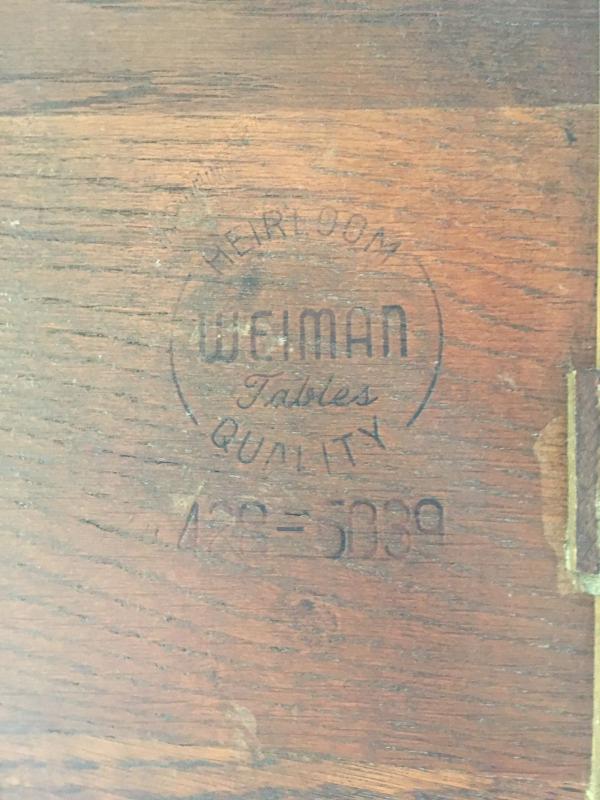 HEIRLOOM
WEIMAN
Tables
QUALITY